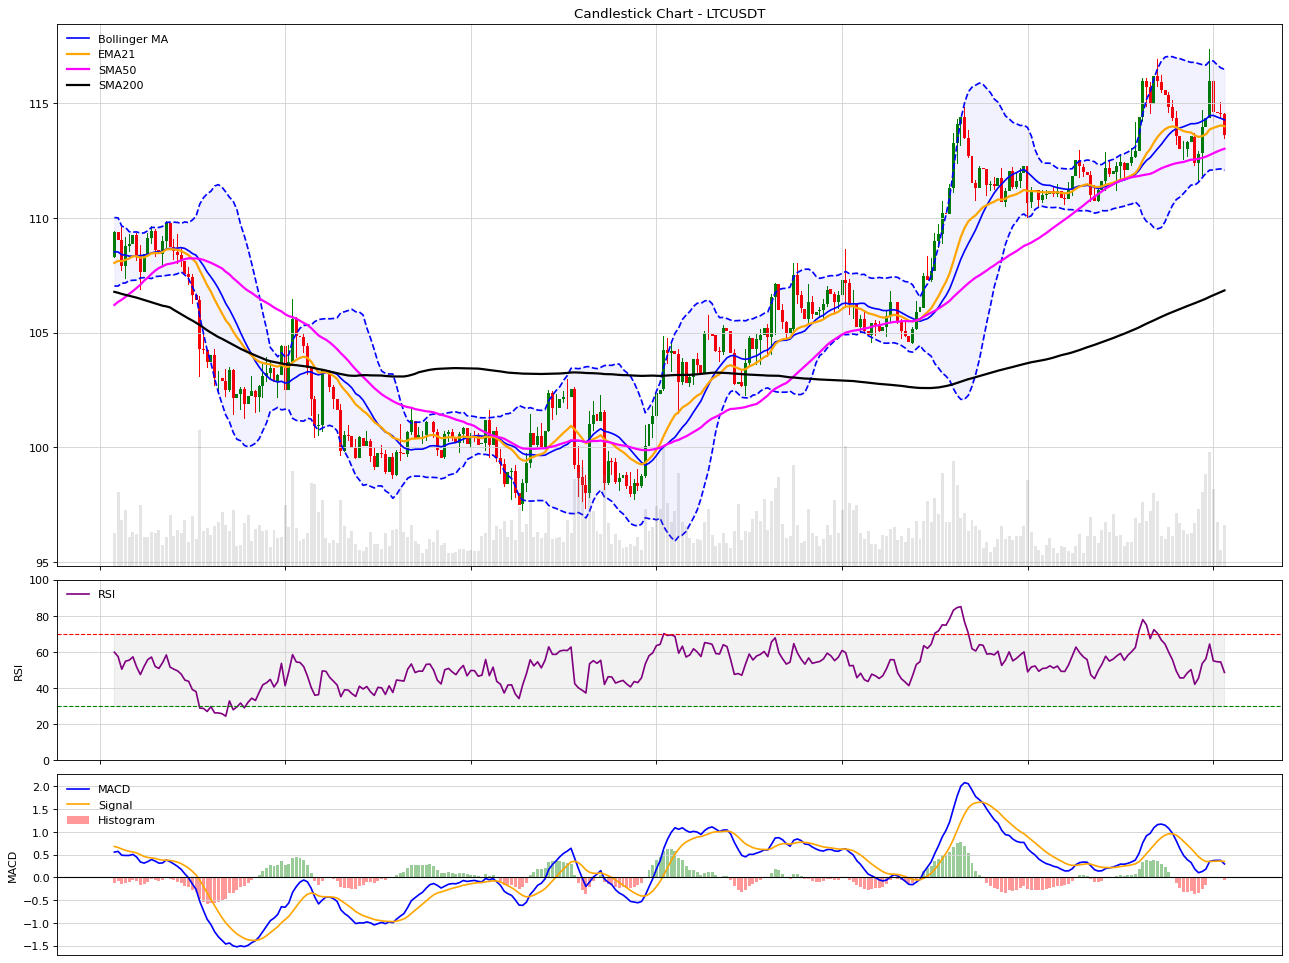 Candlestick Chart - LTCUSDT
Bollinger MA
EMA21
SMA50
SMA200
115
110
105
100
95
RSI
100
80
60
40
20
0
RSI
MACD
Signal
Histogram
2.0
1.5
1.0
0.5
0.0
−0.5
−1.0
−1.5
MACD